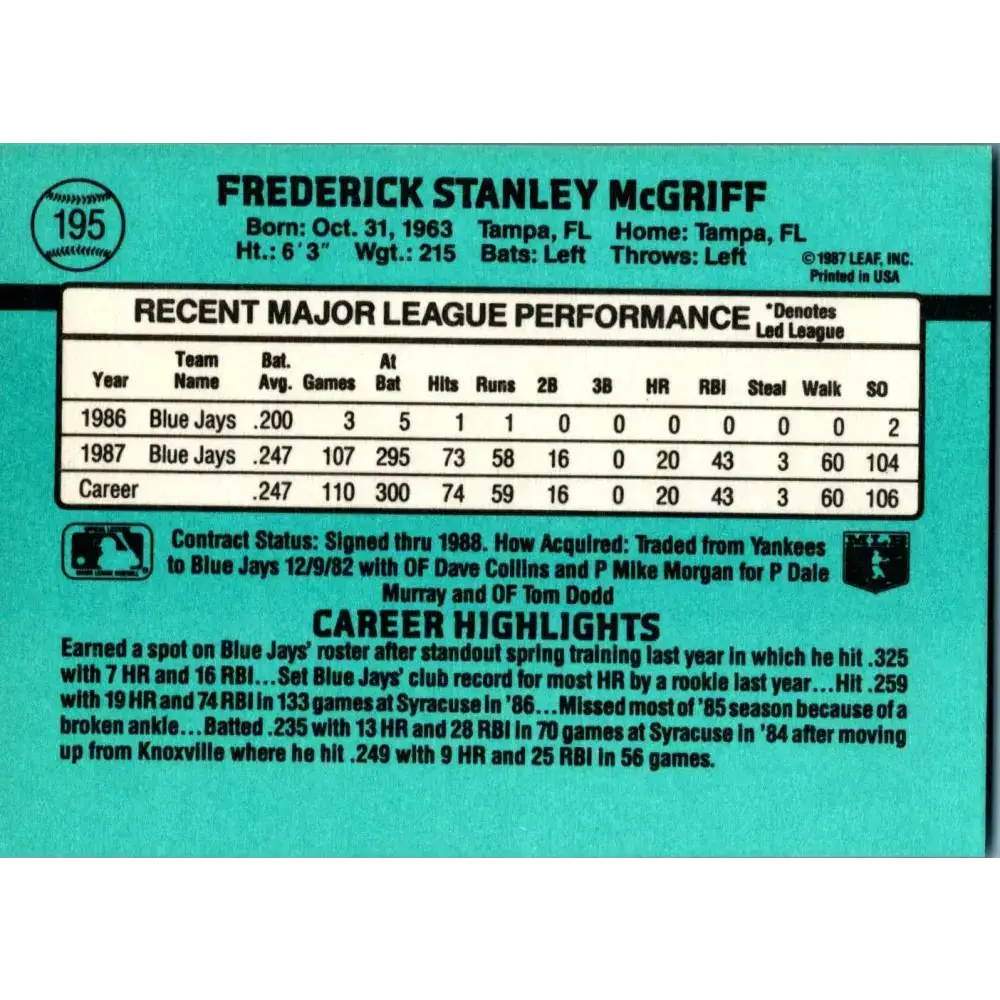 195
FREDERICK STANLEY McGRIFF
Born: Oct. 31, 1963 Tampa, FL Home: Tampa, FL
Ht.: 6'3" Wgt.: 215 Bats: Left Throws: Left
©1987 LEAF, INC.
Printed in USA
RECENT MAJOR LEAGUE PERFORMANCE *Denotes Led League
Year Team Name Bat. Avg. Games At Bat Hits Runs 2B 3B HR RBI Steal Walk SO
1986 Blue Jays .200 3 5 1 1 0 0 0 0 0 0 2
1987 Blue Jays .247 107 295 73 58 16 0 20 43 3 60 104
Career .247 110 300 74 59 16 0 20 43 3 60 106
Contract Status: Signed thru 1988. How Acquired: Traded from Yankees
to Blue Jays 12/9/82 with OF Dave Collins and P Mike Morgan for P Dale
Murray and OF Tom Dodd
MLB
CAREER HIGHLIGHTS
Earned a spot on Blue Jays' roster after standout spring training last year in which he hit .325
with 7 HR and 16 RBI...Set Blue Jays' club record for most HR by a rookie last year...Hit .259
with 19 HR and 74 RBI in 133 games at Syracuse in '86...Missed most of '85 season because of a
broken ankle...Batted .235 with 13 HR and 28 RBI in 70 games at Syracuse in '84 after moving
up from Knoxville where he hit .249 with 9 HR and 25 RBI in 56 games.